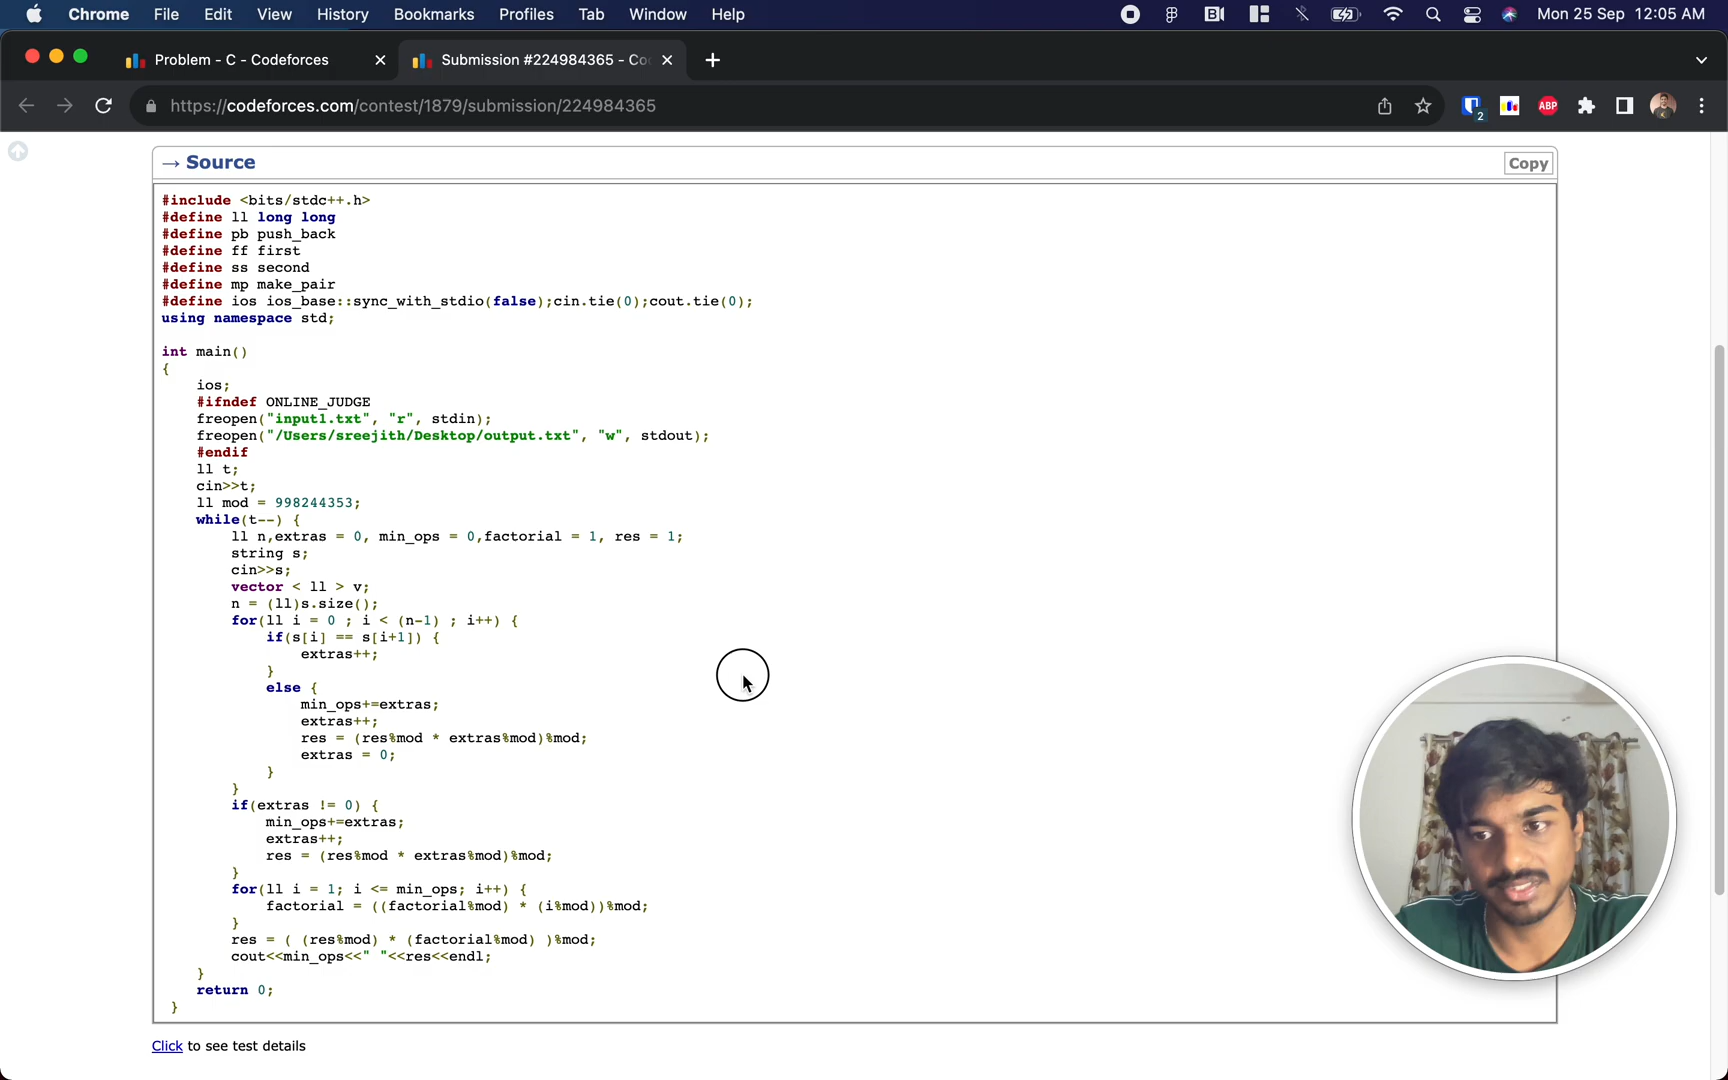 Chrome File Edit View History Bookmarks Profiles Tab Window Help Mon 25 Sep 12:05 AM
Problem - C - Codeforces
Submission #224984365 - Co
https://codeforces.com/contest/1879/submission/224984365
2
ABP
→ Source
Copy
#include <bits/stdc++.h>
#define ll long long
#define pb push_back
#define ff first
#define ss second
#define mp make_pair
#define ios ios_base::sync_with_stdio(false);cin.tie(0);cout.tie(0);
using namespace std;
int main()
{
ios;
#ifndef ONLINE_JUDGE
freopen("input1.txt", "r", stdin);
freopen("/Users/sreejith/Desktop/output.txt", "w", stdout);
#endif
ll t;
cin>>t;
ll mod = 998244353;
while(t--) {
ll n,extras = 0, min_ops = 0,factorial = 1, res = 1;
string s;
cin>>s;
vector < ll > v;
n = (ll)s.size();
for(ll i = 0 ; i < (n-1) ; i++) {
if(s[i] == s[i+1]) {
extras++;
}
else {
min_ops+=extras;
extras++;
res = (res%mod * extras%mod)%mod;
extras = 0;
}
}
if(extras != 0) {
min_ops+=extras;
extras++;
res = (res%mod * extras%mod)%mod;
}
for(ll i = 1; i <= min_ops; i++) {
factorial = ((factorial%mod) * (i%mod))%mod;
}
res = ( (res%mod) * (factorial%mod) )%mod;
cout<<min_ops<<" "<<res<<endl;
}
return 0;
}
Click to see test details